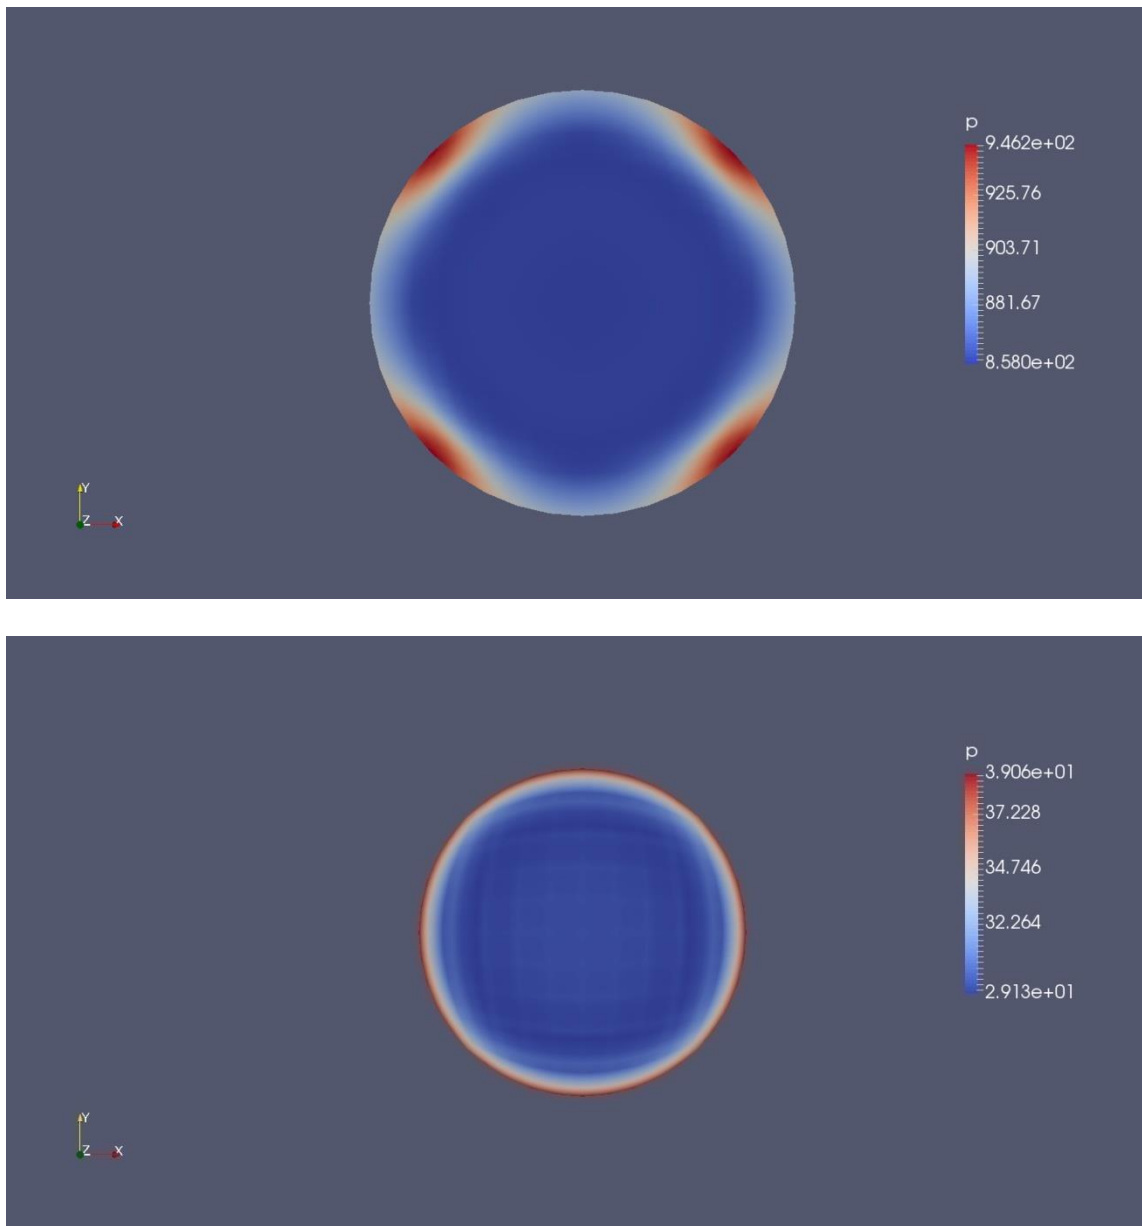 p
9.462e+02
925.76
903.71
881.67
8.580e+02
Y
Z X
p
3.906e+01
37.228
34.746
32.264
2.913e+01
Y
Z X